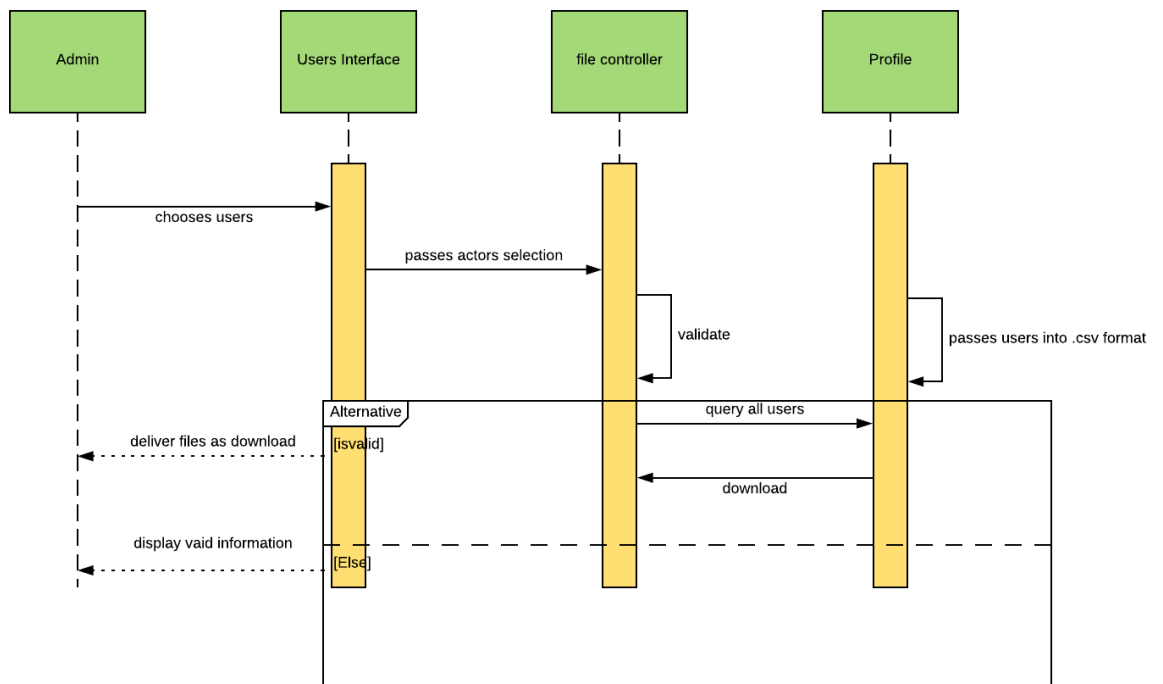 Admin
Users Interface
file controller
Profile
chooses users
passes actors selection
validate
passes users into .csv format
Alternative
query all users
deliver files as download
[isvalid]
download
display vaid information
[Else]